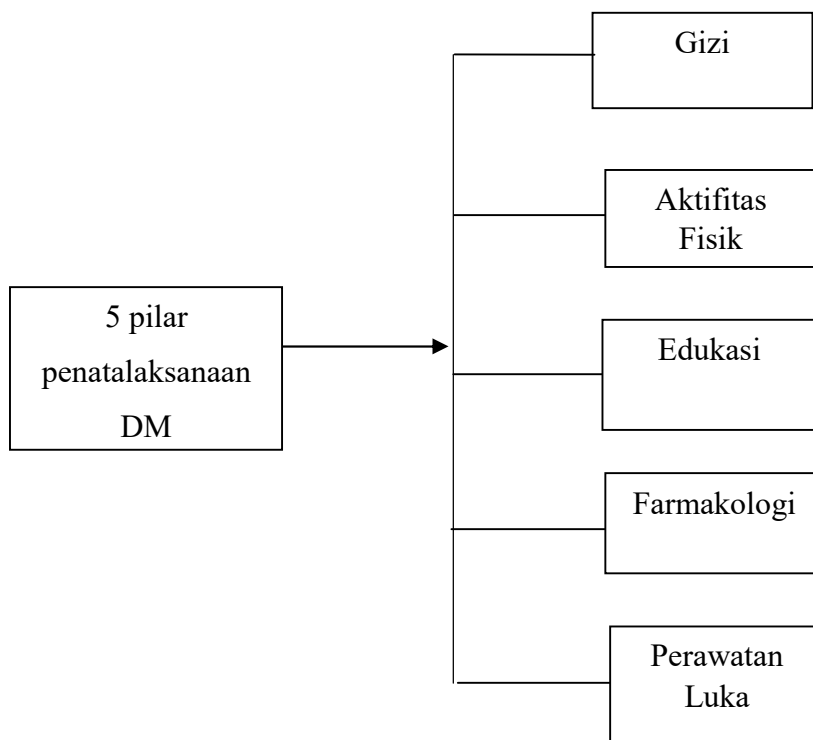 5 pilar
penatalaksanaan
DM
Gizi
Aktifitas
Fisik
Edukasi
Farmakologi
Perawatan
Luka